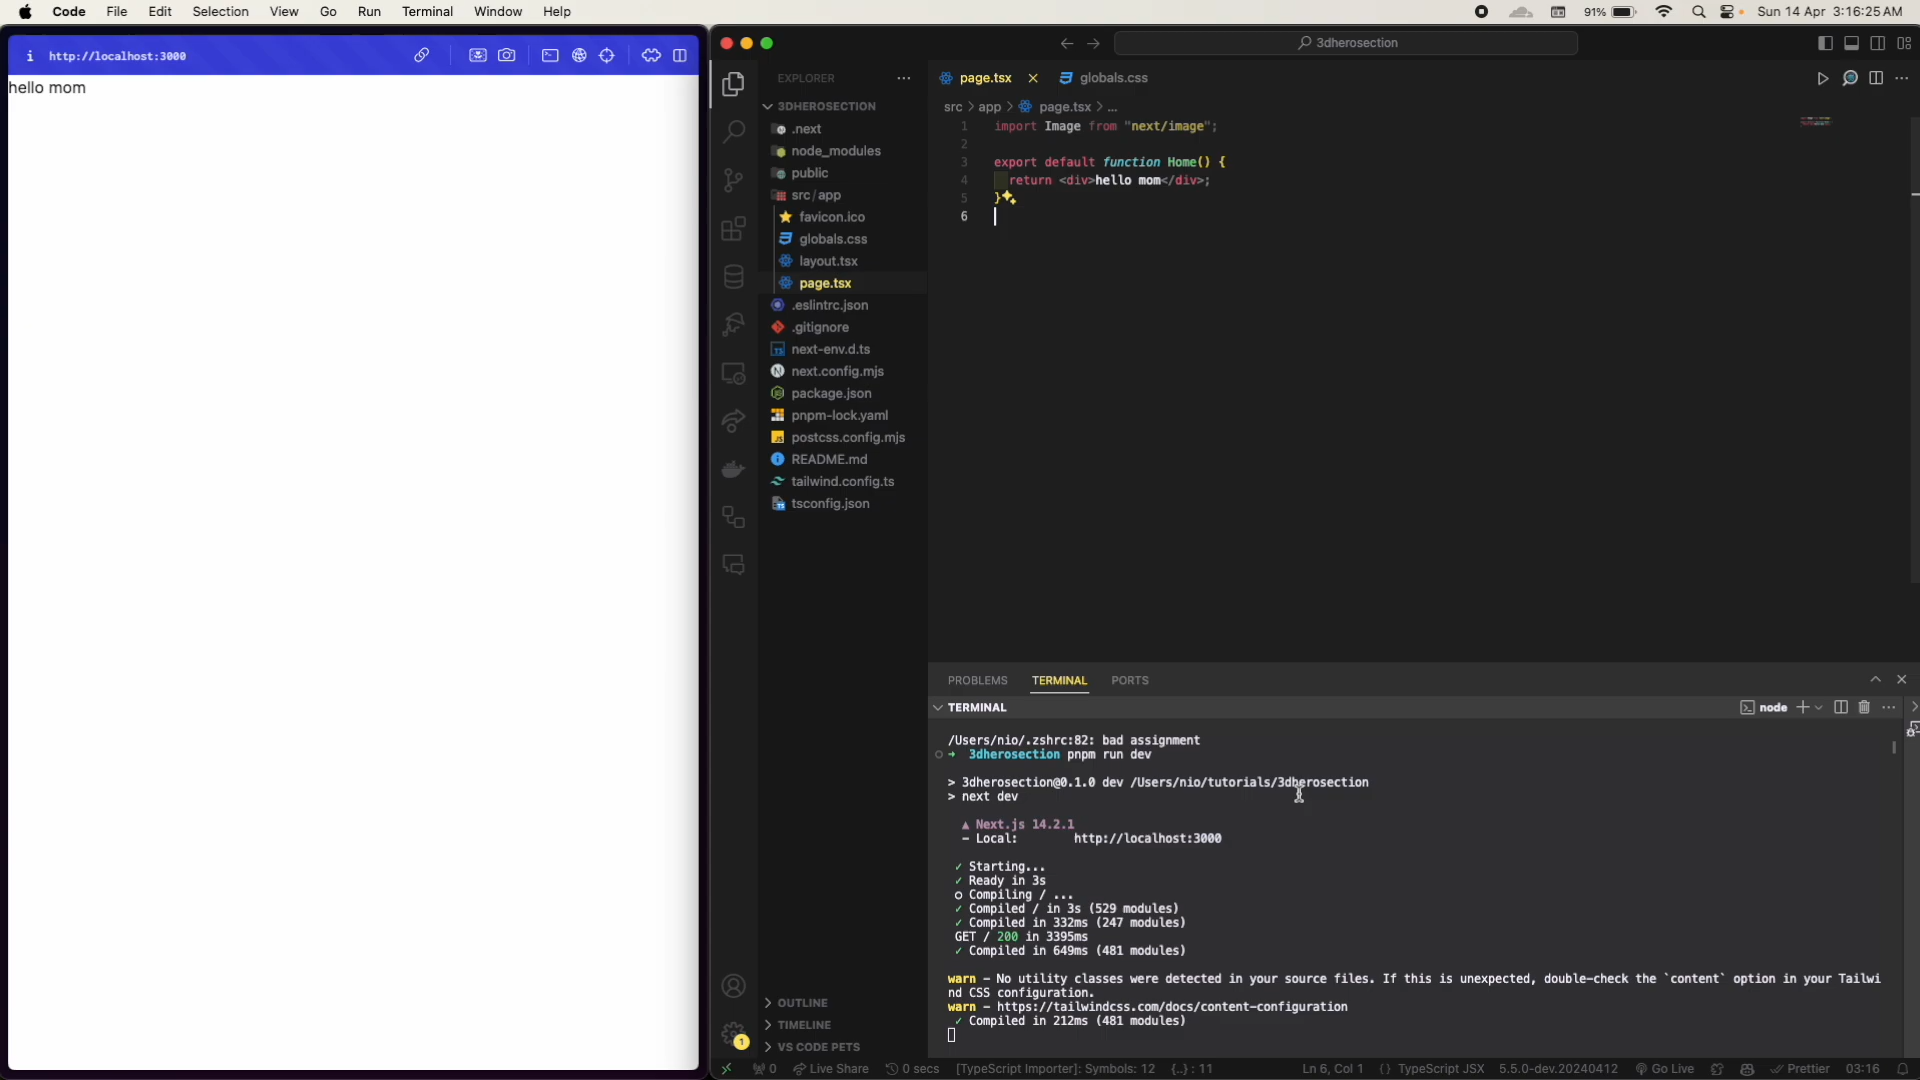 Code File Edit Selection View Go Run Terminal Window Help
91% Sun 14 Apr 3:16:25 AM
i http://localhost:3000
hello mom
3dherosection
EXPLORER
3DHEROSECTION
.next
node_modules
public
src/app
favicon.ico
globals.css
layout.tsx
page.tsx
.eslintrc.json
.gitignore
next-env.d.ts
next.config.mjs
package.json
pnpm-lock.yaml
postcss.config.mjs
README.md
tailwind.config.ts
tsconfig.json
OUTLINE
TIMELINE
VS CODE PETS
1
page.tsx globals.css
src > app > page.tsx > ...
1 import Image from "next/image";
2
3 export default function Home() {
4 return <div>hello mom</div>;
5 }
6
PROBLEMS TERMINAL PORTS
TERMINAL node
/Users/nio/.zshrc:82: bad assignment
➜ 3dherosection pnpm run dev
> 3dherosection@0.1.0 dev /Users/nio/tutorials/3dherosection
> next dev
▲ Next.js 14.2.1
- Local: http://localhost:3000
✓ Starting...
✓ Ready in 3s
○ Compiling / ...
✓ Compiled / in 3s (529 modules)
✓ Compiled in 332ms (247 modules)
GET / 200 in 3395ms
✓ Compiled in 649ms (481 modules)
warn - No utility classes were detected in your source files. If this is unexpected, double-check the `content` option in your Tailwi
nd CSS configuration.
warn - https://tailwindcss.com/docs/content-configuration
✓ Compiled in 212ms (481 modules)
0 Live Share 0 secs [TypeScript Importer]: Symbols: 12 {..} : 11 Ln 6, Col 1 {} TypeScript JSX 5.5.0-dev.20240412 Go Live Prettier 03:16